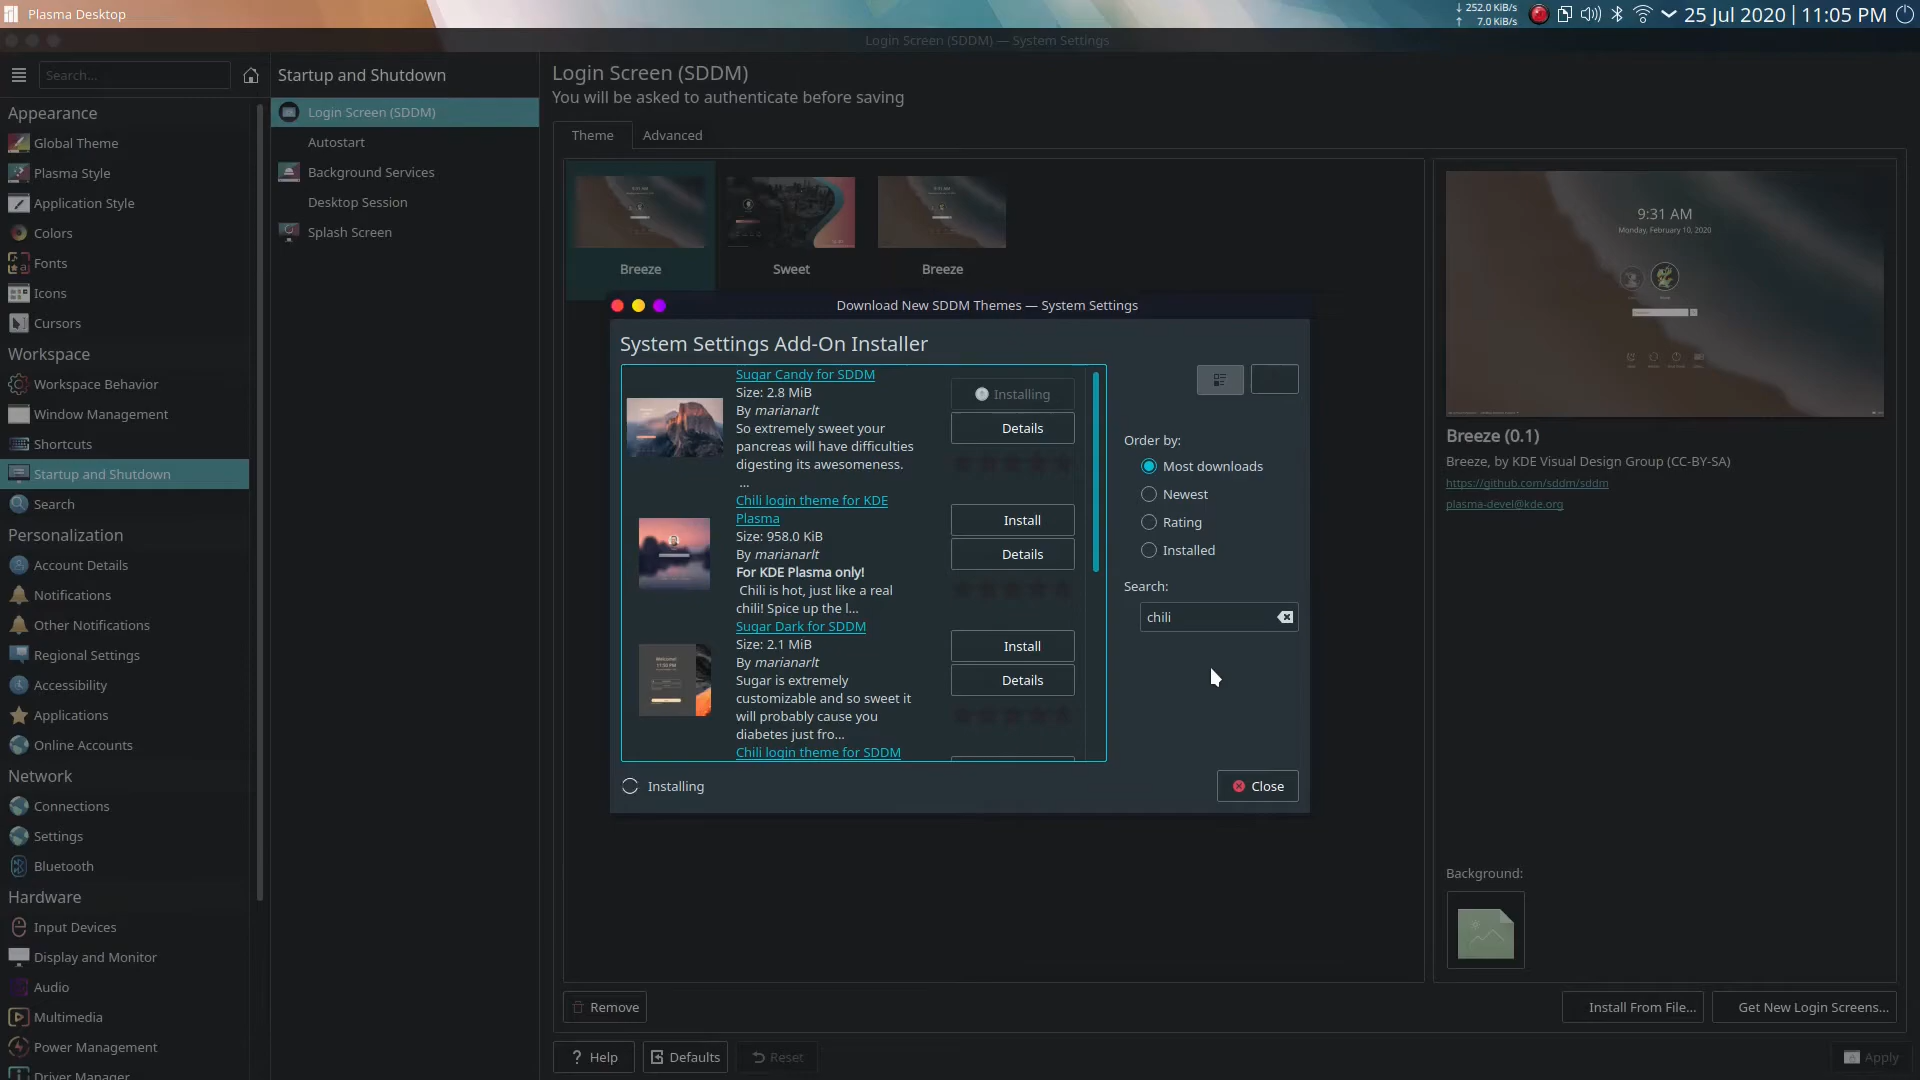 Plasma Desktop
↓ 252.0 KiB/s
↑ 7.0 KiB/s
25 Jul 2020 | 11:05 PM
Login Screen (SDDM) — System Settings
Search...
Appearance
Global Theme
Plasma Style
Application Style
Colors
Fonts
Icons
Cursors
Workspace
Workspace Behavior
Window Management
Shortcuts
Startup and Shutdown
Search
Personalization
Account Details
Notifications
Other Notifications
Regional Settings
Accessibility
Applications
Online Accounts
Network
Connections
Settings
Bluetooth
Hardware
Input Devices
Display and Monitor
Audio
Multimedia
Power Management
Driver Manager
Startup and Shutdown
Login Screen (SDDM)
Autostart
Background Services
Desktop Session
Splash Screen
Login Screen (SDDM)
You will be asked to authenticate before saving
Theme
Advanced
Breeze
Sweet
Breeze
Download New SDDM Themes — System Settings
System Settings Add-On Installer
Sugar Candy for SDDM
Size: 2.8 MiB
By marianarlt
So extremely sweet your
pancreas will have difficulties
digesting its awesomeness.
...
Installing
Details
Chili login theme for KDE
Plasma
Size: 958.0 KiB
By marianarlt
For KDE Plasma only!
Chili is hot, just like a real
chili! Spice up the l...
Install
Details
Sugar Dark for SDDM
Size: 2.1 MiB
By marianarlt
Sugar is extremely
customizable and so sweet it
will probably cause you
diabetes just fro...
Install
Details
Chili login theme for SDDM
Order by:
Most downloads
Newest
Rating
Installed
Search:
chili
Installing
Close
9:31 AM
Monday, February 10, 2020
Breeze (0.1)
Breeze, by KDE Visual Design Group (CC-BY-SA)
https://github.com/sddm/sddm
plasma-devel@kde.org
Background:
Remove
Install From File...
Get New Login Screens...
? Help
Defaults
Reset
Apply